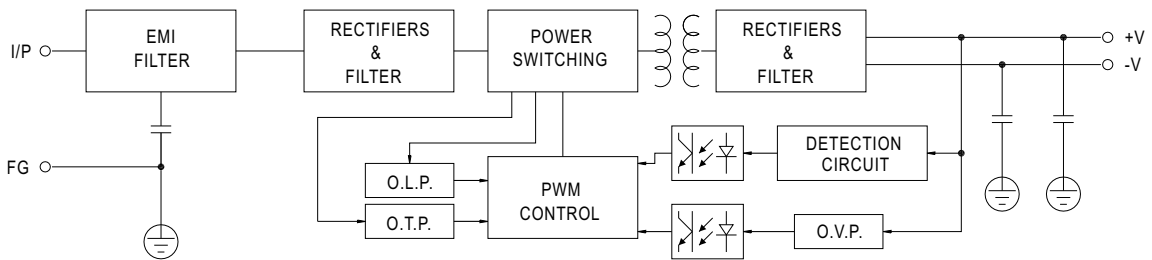 I/P
EMI
FILTER
RECTIFIERS
&
FILTER
POWER
SWITCHING
RECTIFIERS
&
FILTER
+V
-V
FG
O.L.P.
O.T.P.
PWM
CONTROL
DETECTION
CIRCUIT
O.V.P.